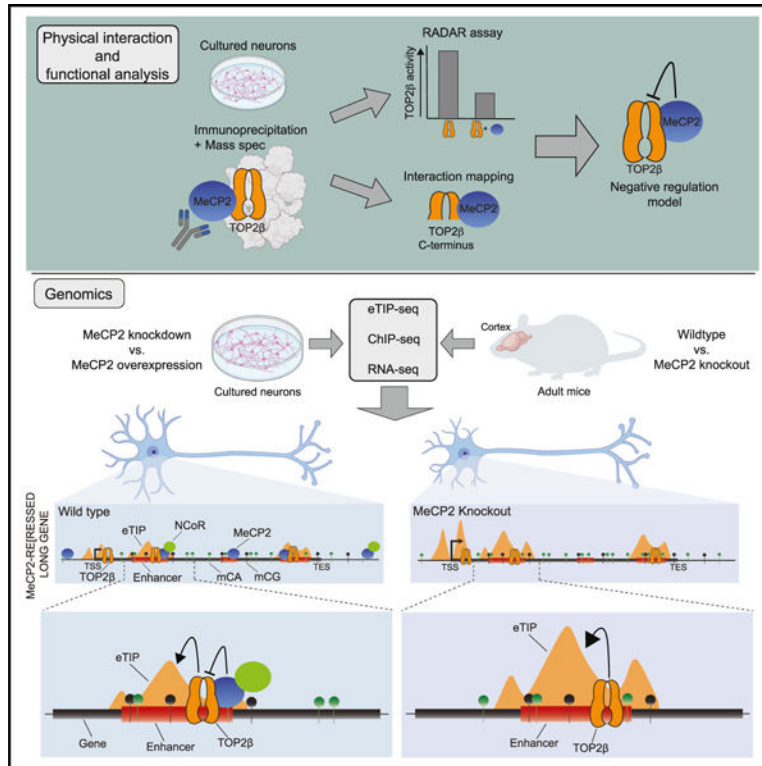 Physical interaction
and
functional analysis
Cultured neurons
Immunoprecipitation
+ Mass spec
MeCP2
TOP2β
RADAR assay
TOP2β activity
+
Interaction mapping
MeCP2
TOP2β
C-terminus
MeCP2
TOP2β
Negative regulation
model
Genomics
MeCP2 knockdown
vs.
MeCP2 overexpression
Cultured neurons
eTIP-seq
ChIP-seq
RNA-seq
Cortex
Adult mice
Wildtype
vs.
MeCP2 knockout
MeCP2-RE[RESSED
LONG GENE
Wild type
eTIP
NCoR
MeCP2
TSS
TOP2β
Enhancer
mCA
mCG
TES
MeCP2 Knockout
TSS
TES
eTIP
Gene
Enhancer
TOP2β
eTIP
Enhancer
TOP2β